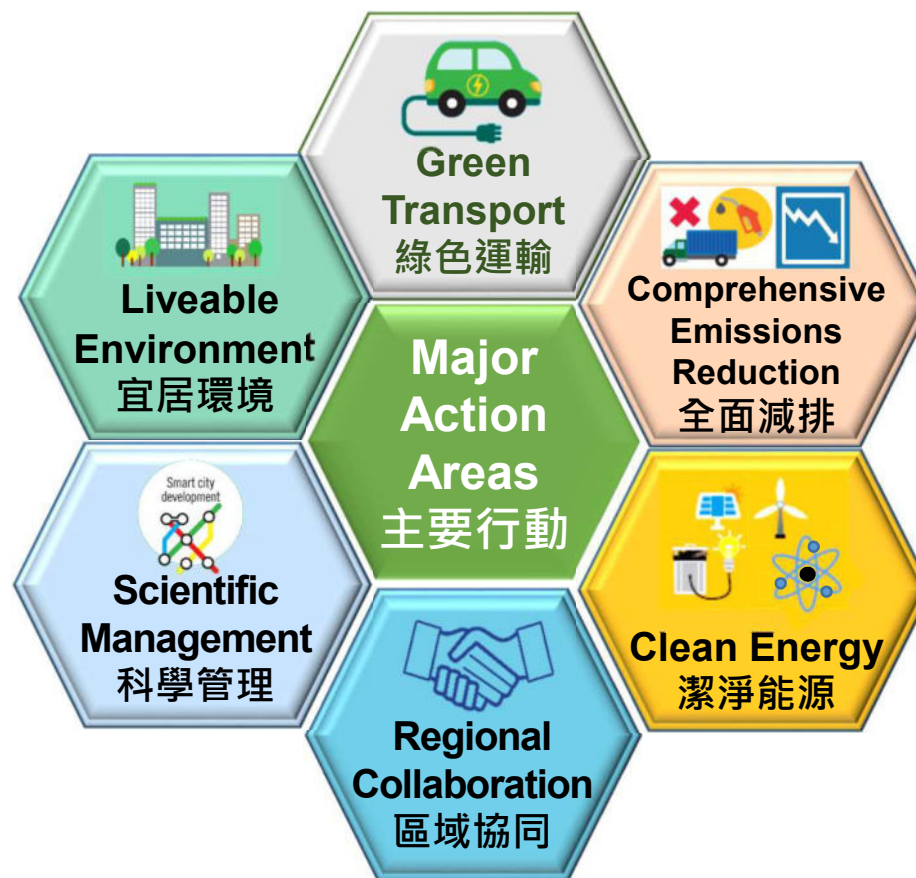 Green
Transport
綠色運輸
Comprehensive
Emissions
Reduction
全面減排
Clean Energy
潔淨能源
Regional
Collaboration
區域協同
Smart city
development
Scientific
Management
科學管理
Liveable
Environment
宜居環境
Major
Action
Areas
主要行動